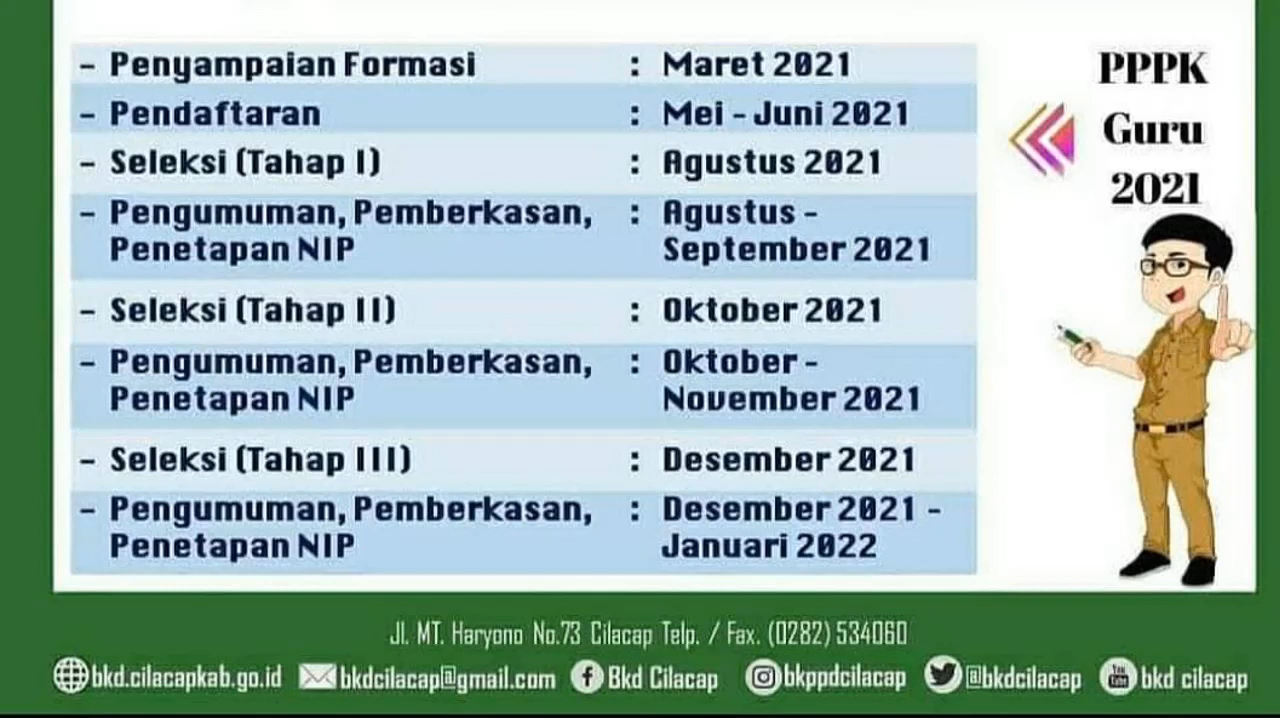 - Penyampaian Formasi : Maret 2021
- Pendaftaran : Mei - Juni 2021
- Seleksi (Tahap I) : Agustus 2021
- Pengumuman, Pemberkasan, : Agustus -
Penetapan NIP September 2021
- Seleksi (Tahap II) : Oktober 2021
- Pengumuman, Pemberkasan, : Oktober -
Penetapan NIP November 2021
- Seleksi (Tahap III) : Desember 2021
- Pengumuman, Pemberkasan, : Desember 2021 -
Penetapan NIP Januari 2022
PPPK
Guru
2021
Jl. MT. Haryono No.73 Cilacap Telp. / Fax. (0282) 534060
bkd.cilacapkab.go.id bkdcilacap@gmail.com Bkd Cilacap bkppdcilacap @bkdcilacap You Tube bkd cilacap